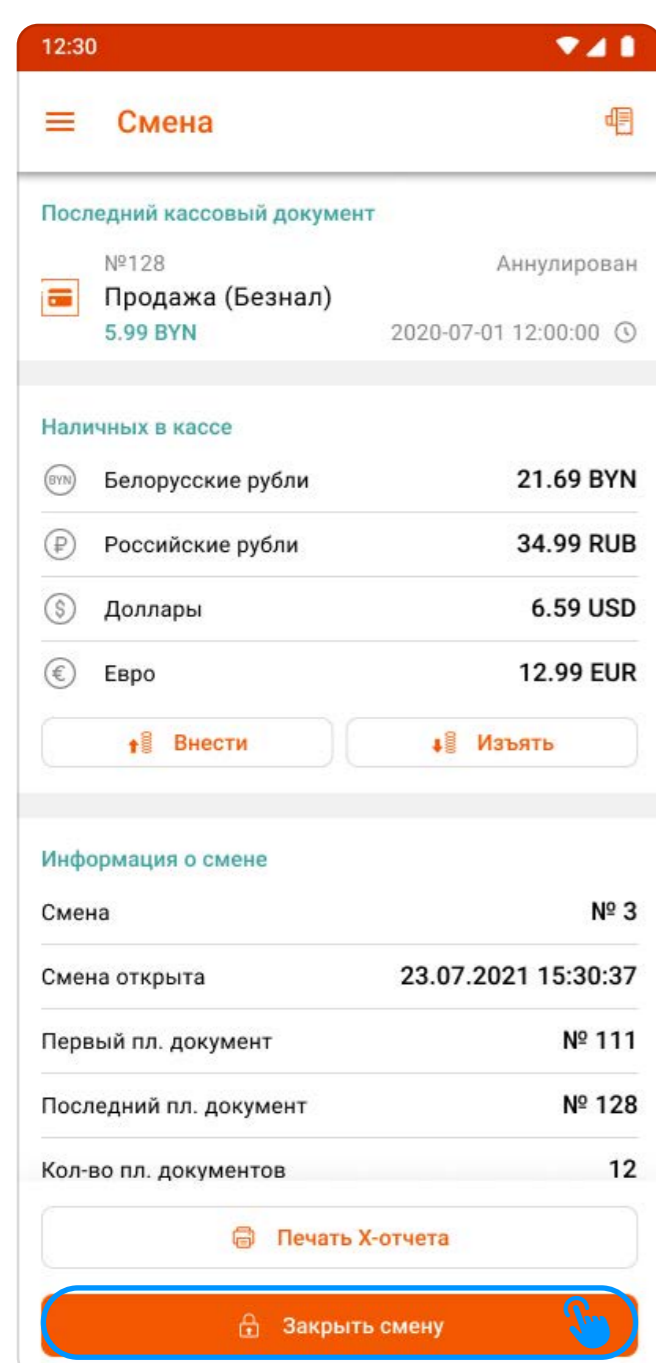 12:30
Смена
Последний кассовый документ
№128 Аннулирован
Продажа (Безнал)
5.99 BYN 2020-07-01 12:00:00
Наличных в кассе
BYN Белорусские рубли 21.69 BYN
₽ Российские рубли 34.99 RUB
$ Доллары 6.59 USD
€ Евро 12.99 EUR
Внести Изъять
Информация о смене
Смена № 3
Смена открыта 23.07.2021 15:30:37
Первый пл. документ № 111
Последний пл. документ № 128
Кол-во пл. документов 12
Печать X-отчета
Закрыть смену